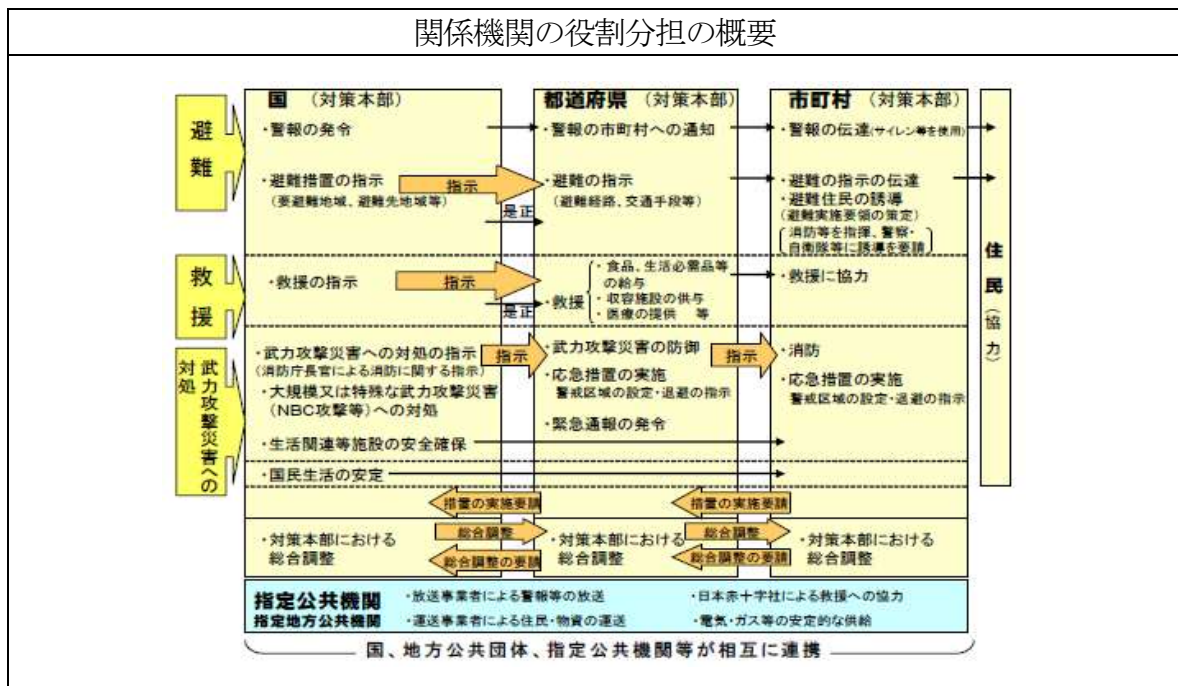 関係機関の役割分担の概要
避難
国 (対策本部)
・警報の発令
・避難措置の指示
(要避難地域、避難先地域等)
指示
是正
都道府県 (対策本部)
・警報の市町村への通知
・避難の指示
(避難経路、交通手段等)
市町村 (対策本部)
・警報の伝達(サイレン等を使用)
・避難の指示の伝達
・避難住民の誘導
(避難実施要領の策定)
消防等を指揮、警察・
自衛隊等に誘導を要請
住民(協力)
救援
・救援の指示
指示
是正
・救援
・食品、生活必需品等
の給与
・収容施設の供与
・医療の提供 等
・救援に協力
武力攻撃災害への
対処
・武力攻撃災害への対処の指示
(消防庁長官による消防に関する指示)
・大規模又は特殊な武力攻撃災害
(NBC攻撃等)への対処
・生活関連等施設の安全確保
・国民生活の安定
指示
・武力攻撃災害の防御
・応急措置の実施
警戒区域の設定・退避の指示
・緊急通報の発令
指示
・消防
・応急措置の実施
警戒区域の設定・退避の指示
措置の実施要請
措置の実施要請
・対策本部における
総合調整
総合調整
総合調整の要請
・対策本部における
総合調整
総合調整
総合調整の要請
・対策本部における
総合調整
指定公共機関
指定地方公共機関
・放送事業者による警報等の放送
・日本赤十字社による救援への協力
・運送事業者による住民・物資の運送
・電気・ガス等の安定的な供給
国、地方公共団体、指定公共機関等が相互に連携